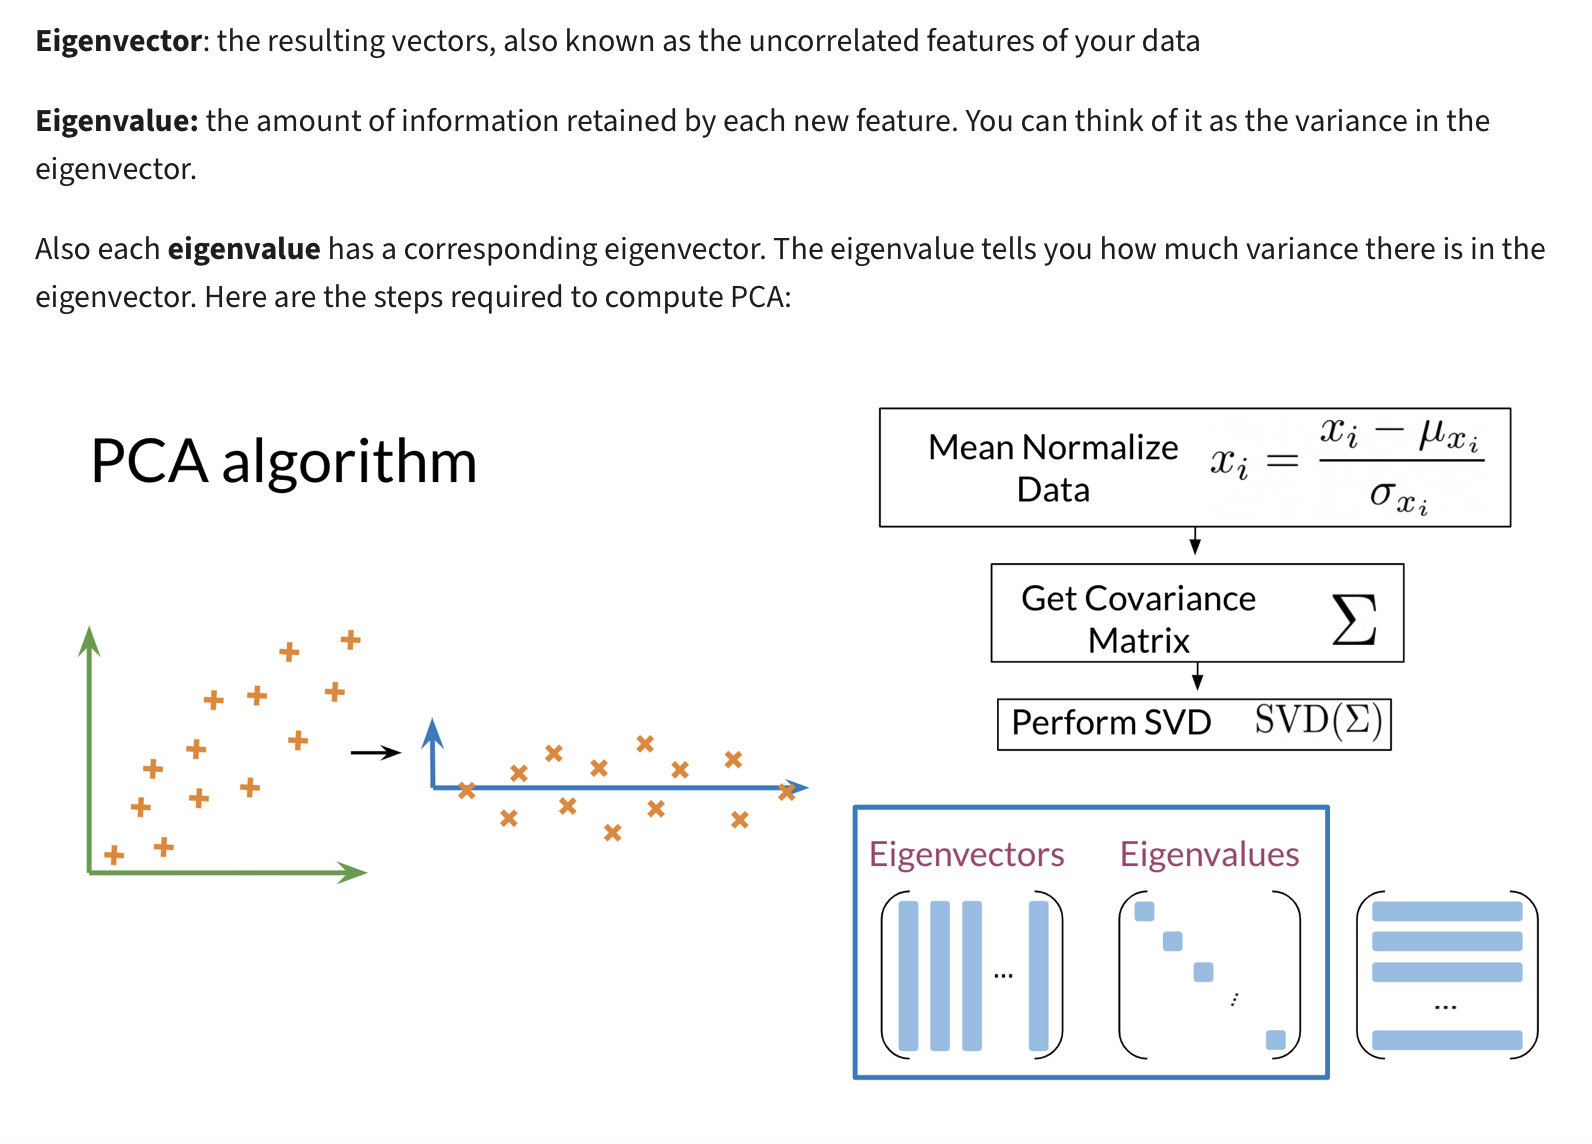 Eigenvector: the resulting vectors, also known as the uncorrelated features of your data
Eigenvalue: the amount of information retained by each new feature. You can think of it as the variance in the
eigenvector.
Also each eigenvalue has a corresponding eigenvector. The eigenvalue tells you how much variance there is in the
eigenvector. Here are the steps required to compute PCA:
PCA algorithm
Mean Normalize
Data
x_i = \frac{x_i - \mu_{x_i}}{\sigma_{x_i}}
Get Covariance
Matrix
Σ
Perform SVD SVD(Σ)
Eigenvectors Eigenvalues
...
⋮
...